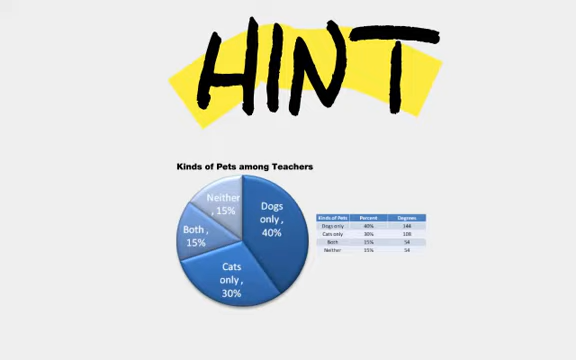 HINT
Kinds of Pets among Teachers
Neither
, 15%
Dogs
only ,
40%
Both ,
15%
Cats
only ,
30%
Kinds of Pets Percent Degrees
Dogs only 40% 144
Cats only 30% 108
Both 15% 54
Neither 15% 54